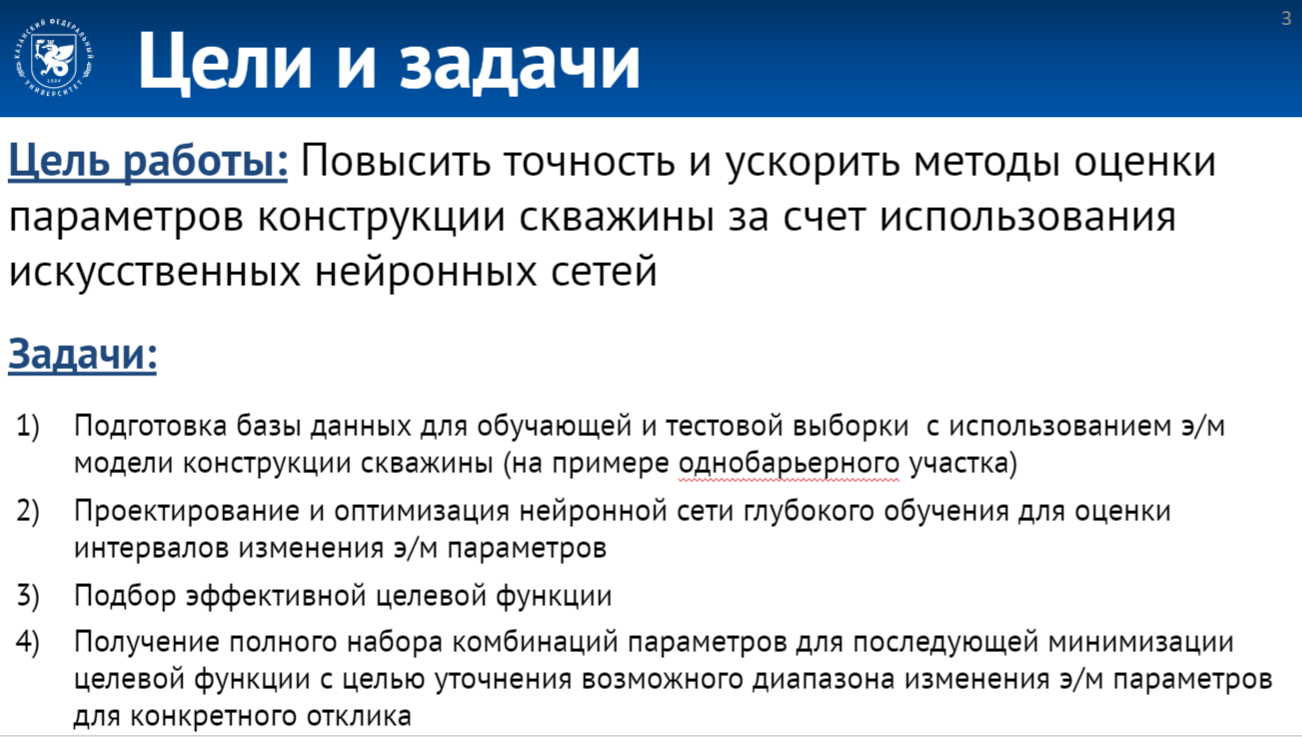 3
КАЗАНСКИЙ ФЕДЕРАЛЬНЫЙ
УНИВЕРСИТЕТ
1804
Цели и задачи
Цель работы: Повысить точность и ускорить методы оценки
параметров конструкции скважины за счет использования
искусственных нейронных сетей
Задачи:
1) Подготовка базы данных для обучающей и тестовой выборки  с использованием э/м
модели конструкции скважины (на примере однобарьерного участка)
2) Проектирование и оптимизация нейронной сети глубокого обучения для оценки
интервалов изменения э/м параметров
3) Подбор эффективной целевой функции
4) Получение полного набора комбинаций параметров для последующей минимизации
целевой функции с целью уточнения возможного диапазона изменения э/м параметров
для конкретного отклика